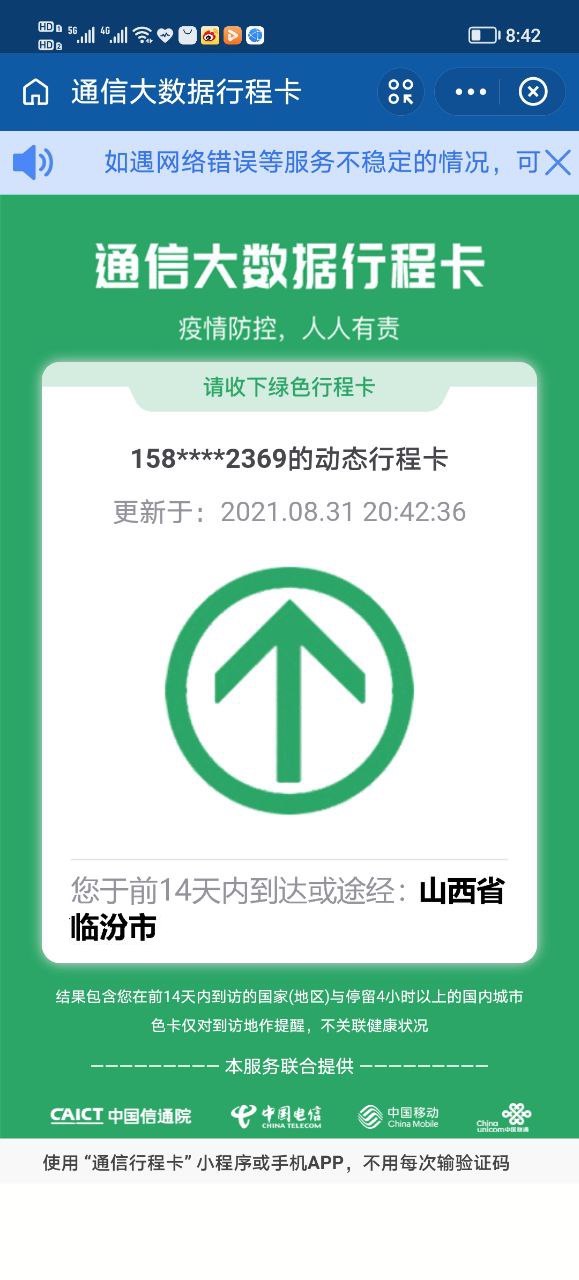 HD 1 5G 4G 8:42
HD 2
通信大数据行程卡
如遇网络错误等服务不稳定的情况，可
通信大数据行程卡
疫情防控，人人有责
请收下绿色行程卡
158****2369的动态行程卡
更新于：2021.08.31 20:42:36
您于前14天内到达或途经：山西省
临汾市
结果包含您在前14天内到访的国家(地区)与停留4小时以上的国内城市
色卡仅对到访地作提醒，不关联健康状况
本服务联合提供
CAICT 中国信通院 中国电信 CHINA TELECOM 中国移动 China Mobile China unicom中国联通
使用 “通信行程卡” 小程序或手机APP，不用每次输验证码